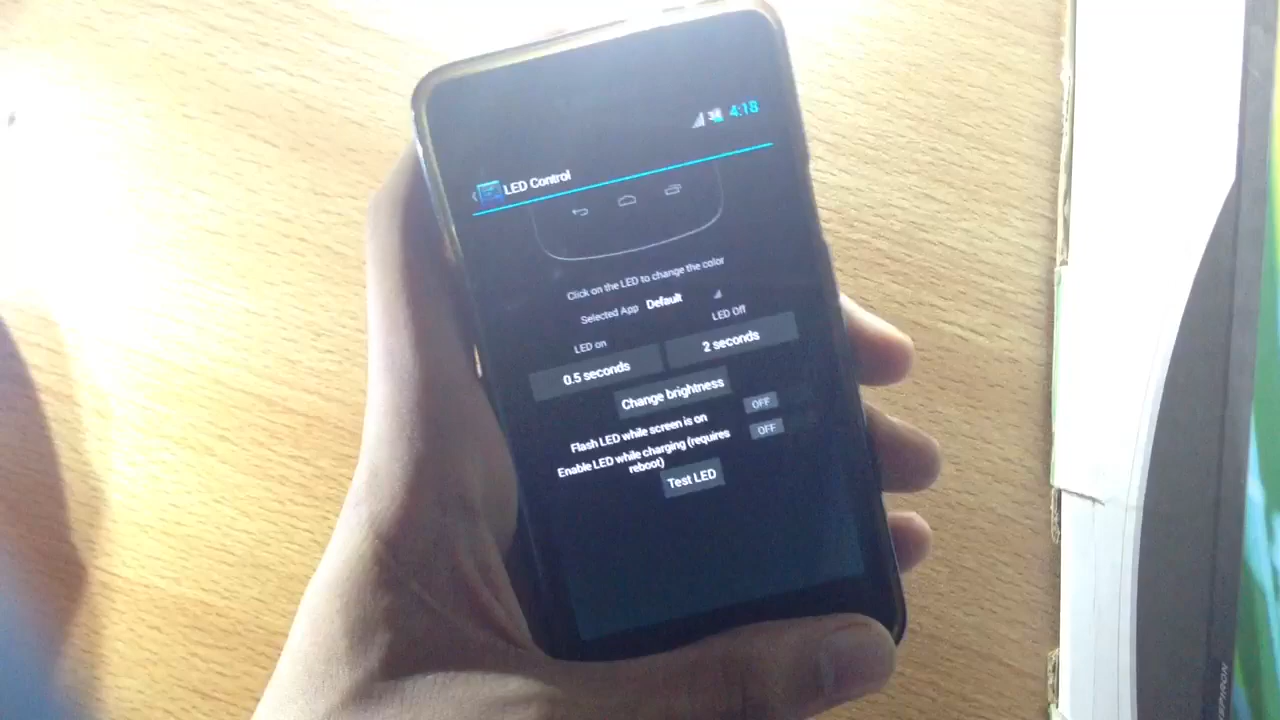 4:18
LED Control
Click on the LED to change the color
Selected App Default
LED on LED Off
0.5 seconds 2 seconds
Change brightness
Flash LED while screen is on OFF
Enable LED while charging (requires OFF
reboot)
Test LED